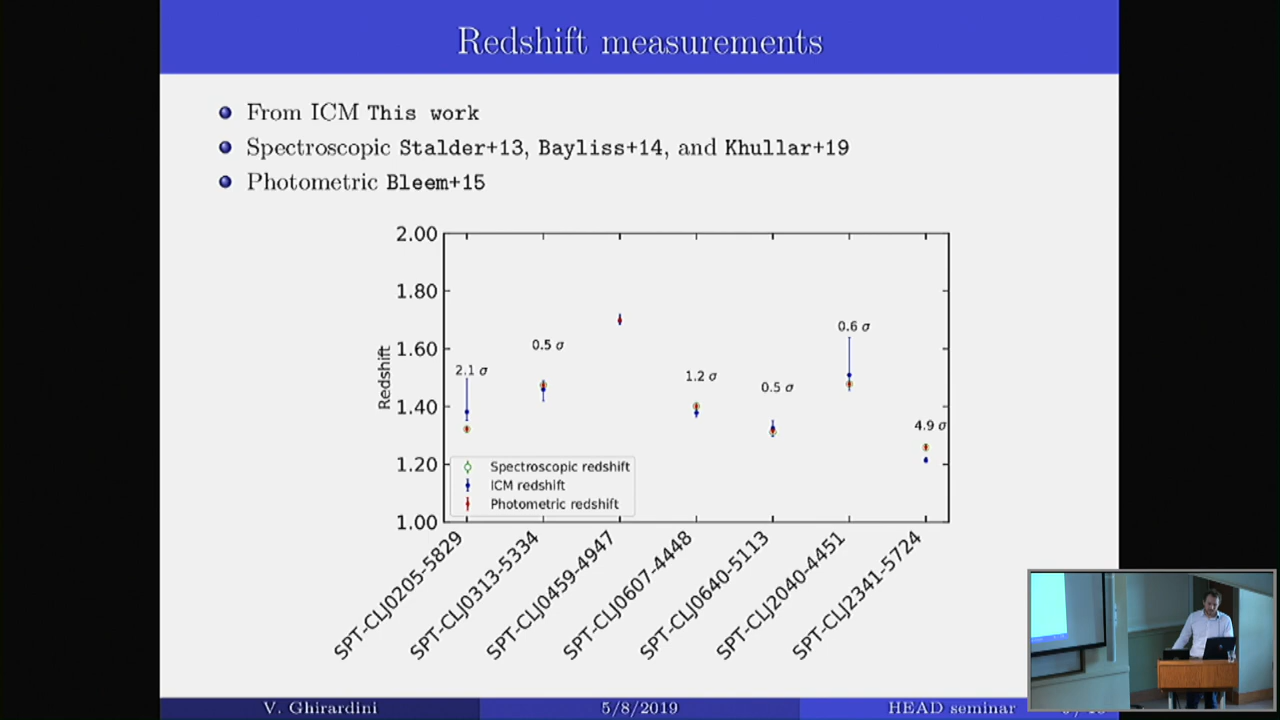 Redshift measurements
From ICM This work
Spectroscopic Stalder+13, Bayliss+14, and Khullar+19
Photometric Bleem+15
2.00
1.80
1.60
1.40
1.20
1.00
Redshift
2.1 σ
0.5 σ
1.2 σ
0.5 σ
0.6 σ
4.9 σ
Spectroscopic redshift
ICM redshift
Photometric redshift
SPT-CLJ0205-5829
SPT-CLJ0313-5334
SPT-CLJ0459-4947
SPT-CLJ0607-4448
SPT-CLJ0640-5113
SPT-CLJ2040-4451
SPT-CLJ2341-5724
V. Ghirardini
5/8/2019
HEAD seminar